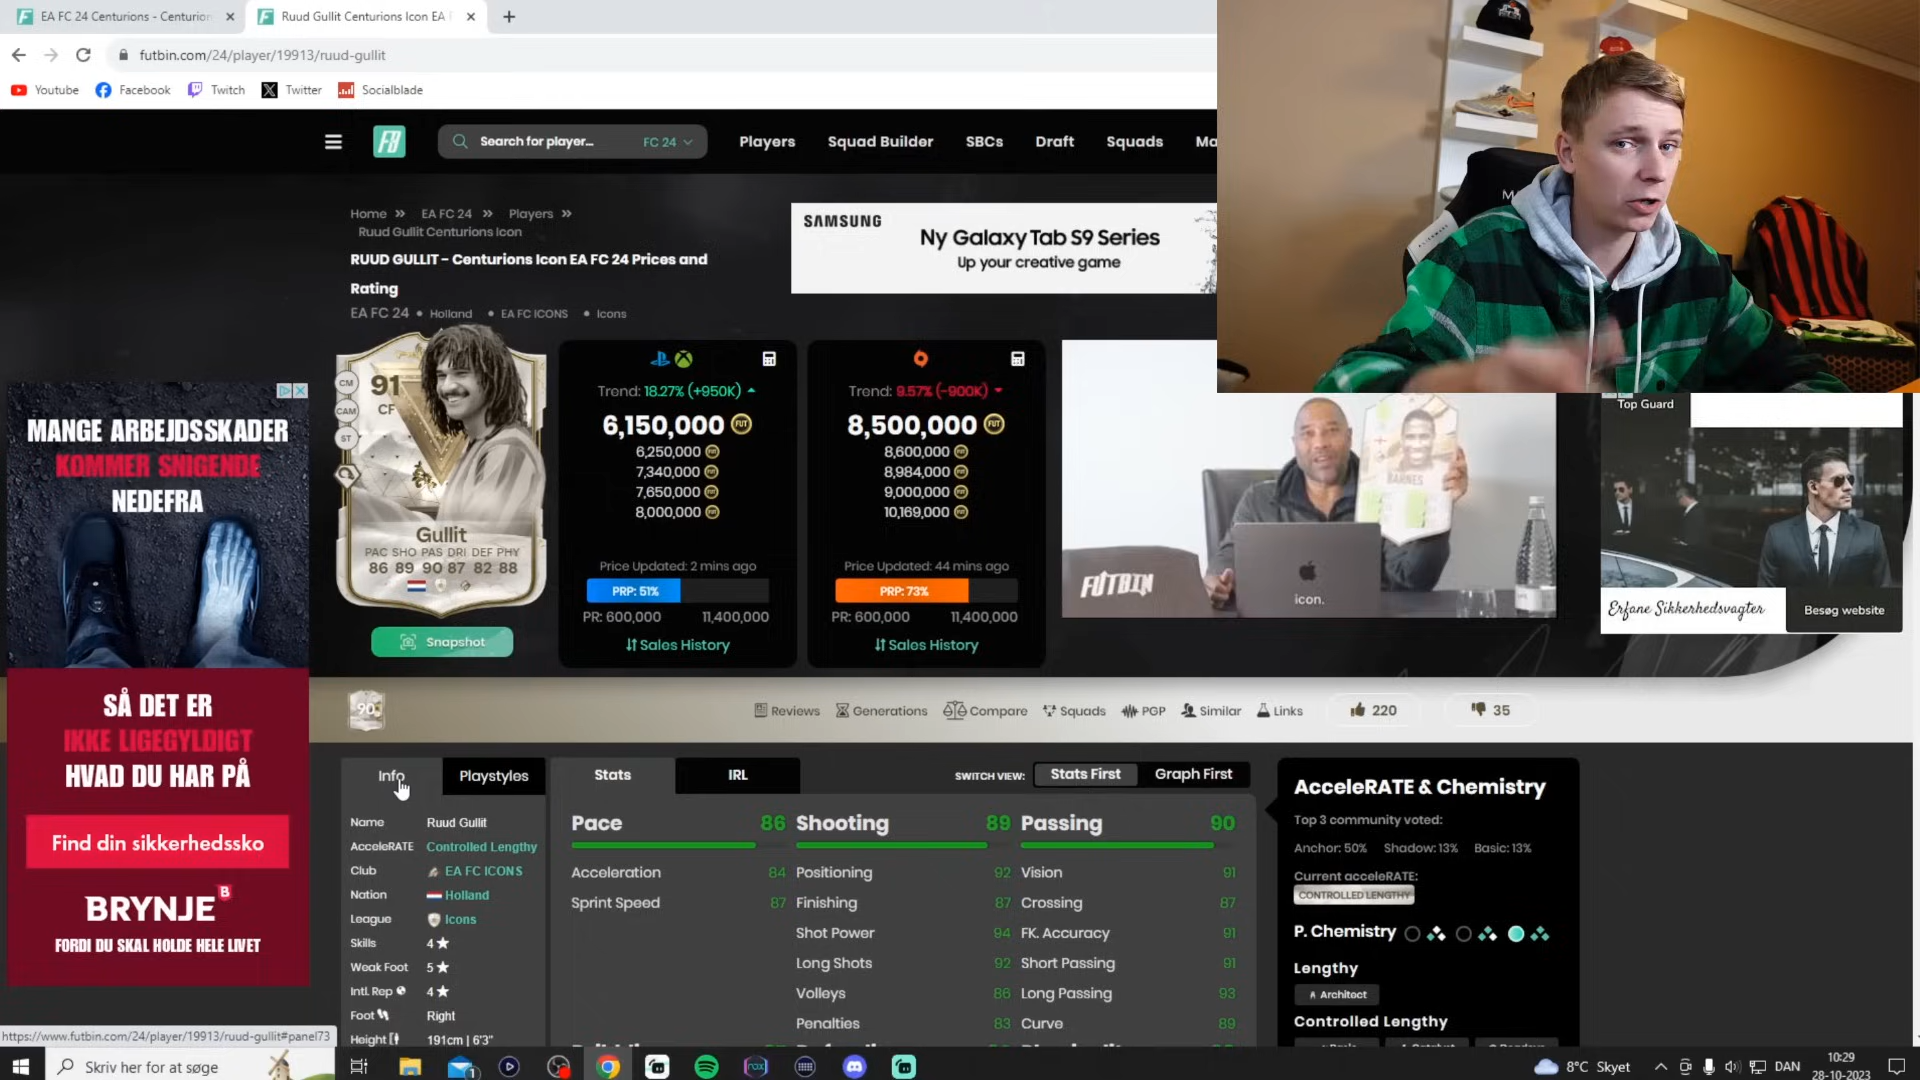 EA FC 24 Centurions - Centurion
Ruud Gullit Centurions Icon EA F
futbin.com/24/player/19913/ruud-gullit
Youtube
Facebook
Twitch
Twitter
Socialblade
Search for player...
FC 24
Players
Squad Builder
SBCs
Draft
Squads
Ma
Home » EA FC 24 » Players »
Ruud Gullit Centurions Icon
RUUD GULLIT - Centurions Icon EA FC 24 Prices and
Rating
EA FC 24 • Holland • EA FC ICONS • Icons
SAMSUNG
Ny Galaxy Tab S9 Series
Up your creative game
CM
CAM
ST
91
CF
Gullit
PAC SHO PAS DRI DEF PHY
86 89 90 87 82 88
Snapshot
Trend: 18.27% (+950K)
6,150,000
6,250,000
7,340,000
7,650,000
8,000,000
Price Updated: 2 mins ago
PRP: 51%
PR: 600,000 11,400,000
Sales History
Trend: 9.57% (-900K)
8,500,000
8,600,000
8,984,000
9,000,000
10,169,000
Price Updated: 44 mins ago
PRP: 73%
PR: 600,000 11,400,000
Sales History
BARNES
FUTBIN
icon.
Top Guard
Erfane Sikkerhedsvagter
Besøg website
MANGE ARBEJDSSKADER
KOMMER SNIGENDE
NEDEFRA
SÅ DET ER
IKKE LIGEGYLDIGT
HVAD DU HAR PÅ
Find din sikkerhedssko
BRYNJE B
FORDI DU SKAL HOLDE HELE LIVET
90
Reviews
Generations
Compare
Squads
PGP
Similar
Links
220
35
Info
Playstyles
Stats
IRL
SWITCH VIEW:
Stats First
Graph First
Name Ruud Gullit
AcceleRATE Controlled Lengthy
Club EA FC ICONS
Nation Holland
League Icons
Skills 4★
Weak Foot 5★
Intl. Rep 4★
Foot Right
Height 191cm | 6'3"
Pace 86
Acceleration 84
Sprint Speed 87
Shooting 89
Positioning 92
Finishing 87
Shot Power 94
Long Shots 92
Volleys 86
Penalties 83
Passing 90
Vision 91
Crossing 87
FK. Accuracy 91
Short Passing 91
Long Passing 93
Curve 89
AcceleRATE & Chemistry
Top 3 community voted:
Anchor: 50% Shadow: 13% Basic: 13%
Current acceleRATE:
CONTROLLED LENGTHY
P. Chemistry
Lengthy
Architect
Controlled Lengthy
https://www.futbin.com/24/player/19913/ruud-gullit#panel73
Skriv her for at søge
1
8°C Skyet
DAN
10:29
28-10-2023